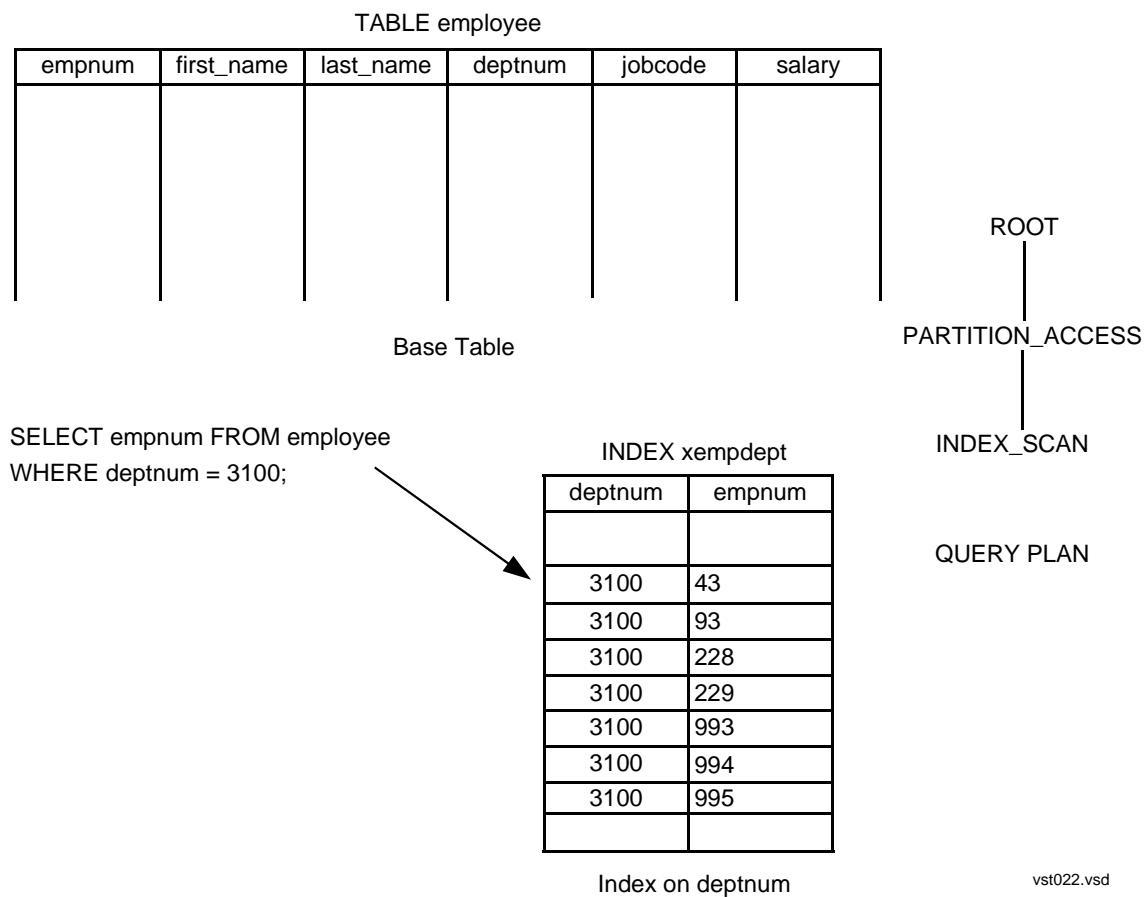 TABLE employee
empnum first_name last_name deptnum jobcode salary
Base Table
ROOT
PARTITION_ACCESS
INDEX_SCAN
QUERY PLAN
SELECT empnum FROM employee
WHERE deptnum = 3100;
INDEX xempdept
deptnum empnum
3100 43
3100 93
3100 228
3100 229
3100 993
3100 994
3100 995
Index on deptnum
vst022.vsd